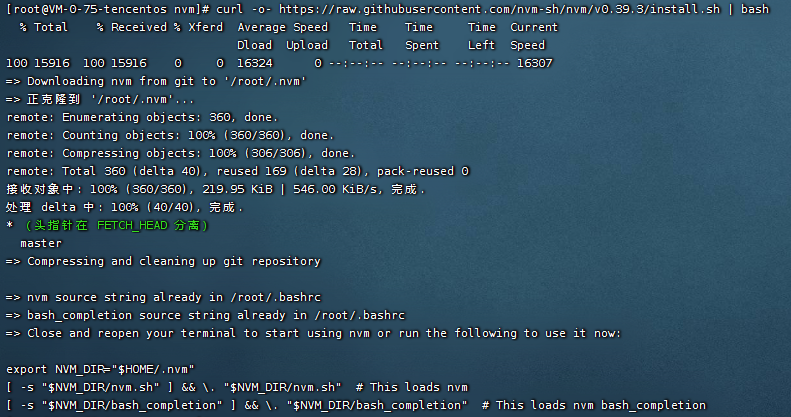 [root@VM-0-75-tencentos nvm]# curl -o- https://raw.githubusercontent.com/nvm-sh/nvm/v0.39.3/install.sh | bash
  % Total    % Received % Xferd  Average Speed   Time    Time     Time  Current
                                 Dload  Upload   Total   Spent    Left  Speed
100 15916  100 15916    0     0  16324      0 --:--:-- --:--:-- --:--:-- 16307
=> Downloading nvm from git to '/root/.nvm'
=> 正克隆到 '/root/.nvm'...
remote: Enumerating objects: 360, done.
remote: Counting objects: 100% (360/360), done.
remote: Compressing objects: 100% (306/306), done.
remote: Total 360 (delta 40), reused 169 (delta 28), pack-reused 0
接收对象中: 100% (360/360), 219.95 KiB | 546.00 KiB/s, 完成.
处理 delta 中: 100% (40/40), 完成.
* （头指针在 FETCH_HEAD 分离）
  master
=> Compressing and cleaning up git repository

=> nvm source string already in /root/.bashrc
=> bash_completion source string already in /root/.bashrc
=> Close and reopen your terminal to start using nvm or run the following to use it now:

export NVM_DIR="$HOME/.nvm"
[ -s "$NVM_DIR/nvm.sh" ] && \. "$NVM_DIR/nvm.sh"  # This loads nvm
[ -s "$NVM_DIR/bash_completion" ] && \. "$NVM_DIR/bash_completion"  # This loads nvm bash_completion